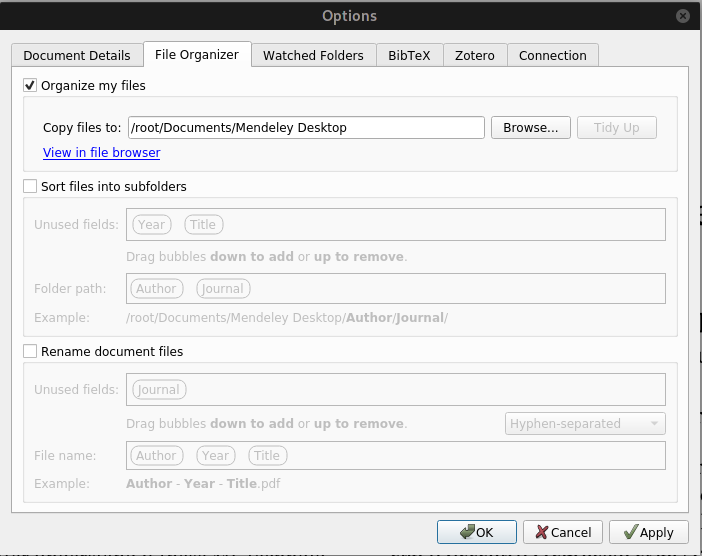 Options
Document Details File Organizer Watched Folders BibTeX Zotero Connection
Organize my files
Copy files to: /root/Documents/Mendeley Desktop Browse... Tidy Up
View in file browser
Sort files into subfolders
Unused fields: Year Title
Drag bubbles down to add or up to remove.
Folder path: Author Journal
Example: /root/Documents/Mendeley Desktop/Author/Journal/
Rename document files
Unused fields: Journal
Drag bubbles down to add or up to remove. Hyphen-separated
File name: Author Year Title
Example: Author - Year - Title.pdf
OK Cancel Apply